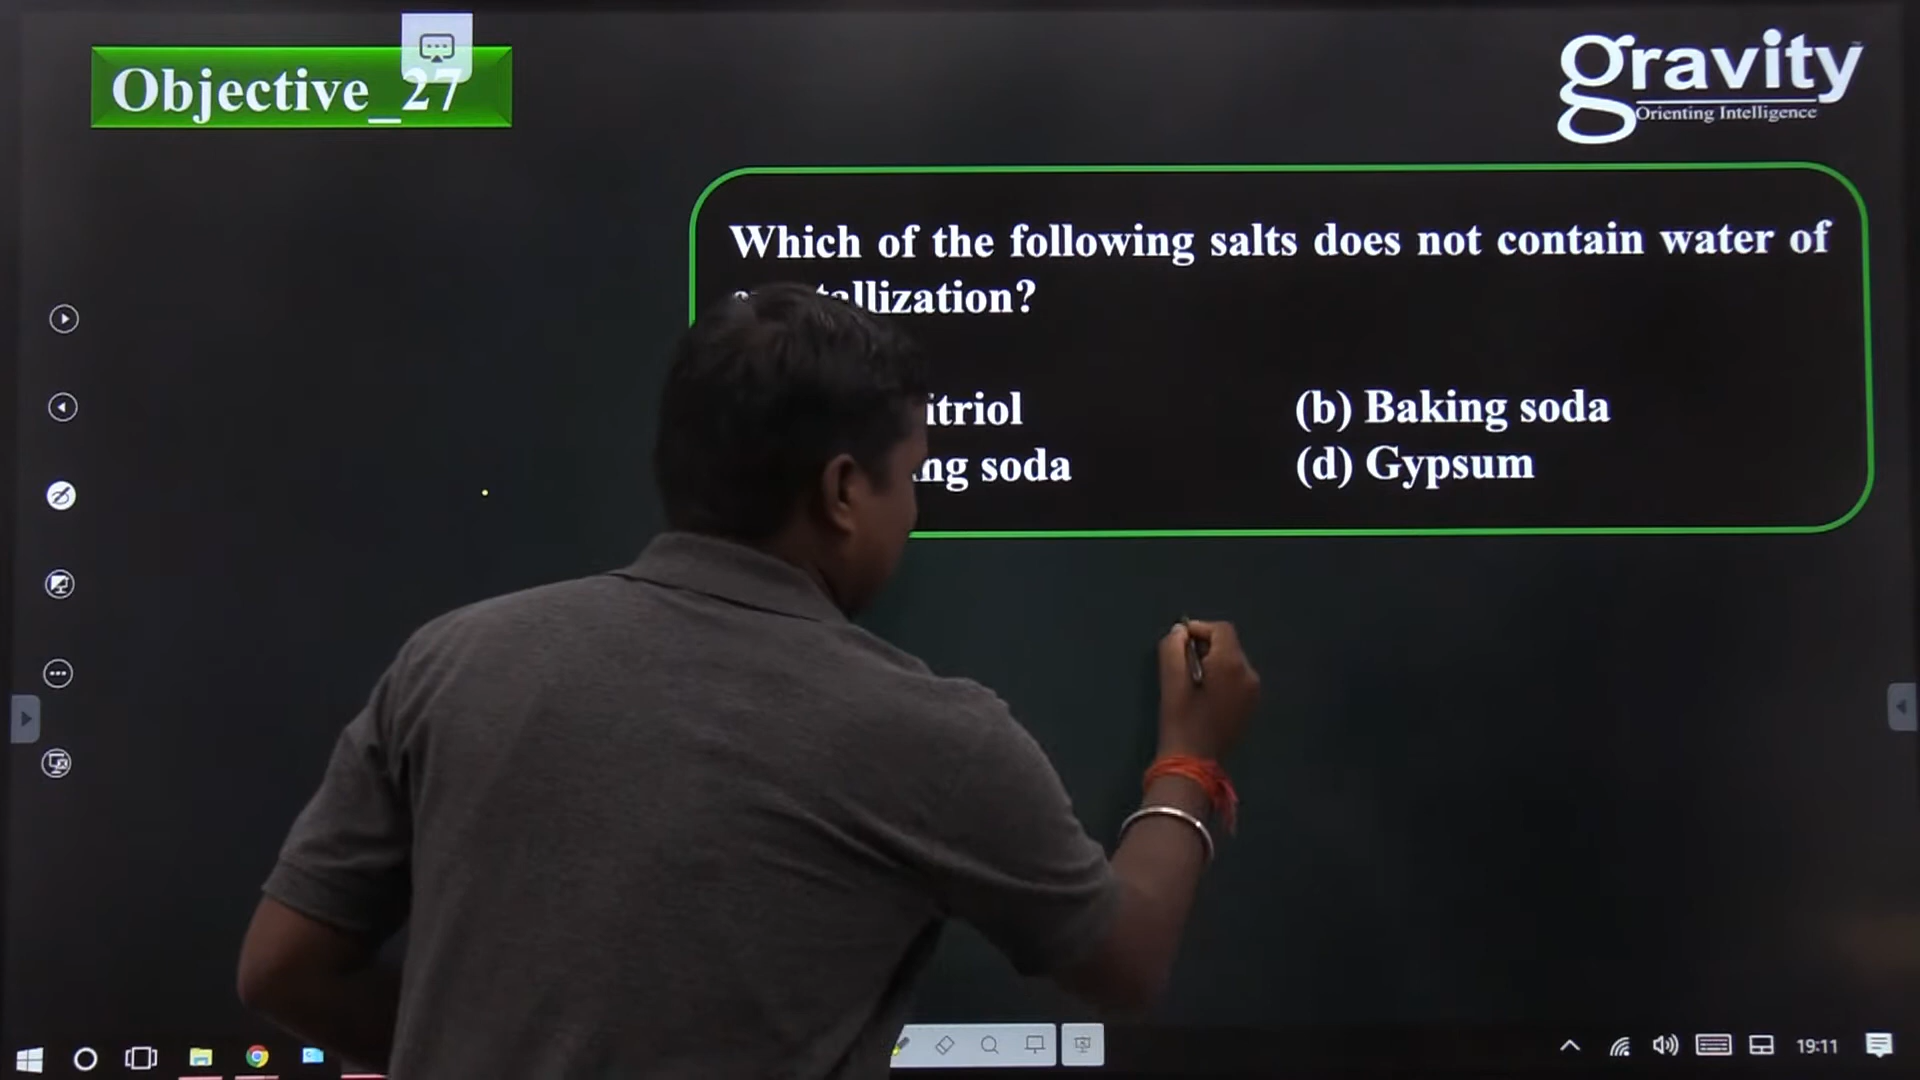 Objective_27
gravity
Orienting Intelligence
Which of the following salts does not contain water of
tallization?
itriol
(b) Baking soda
ng soda
(d) Gypsum
19:11